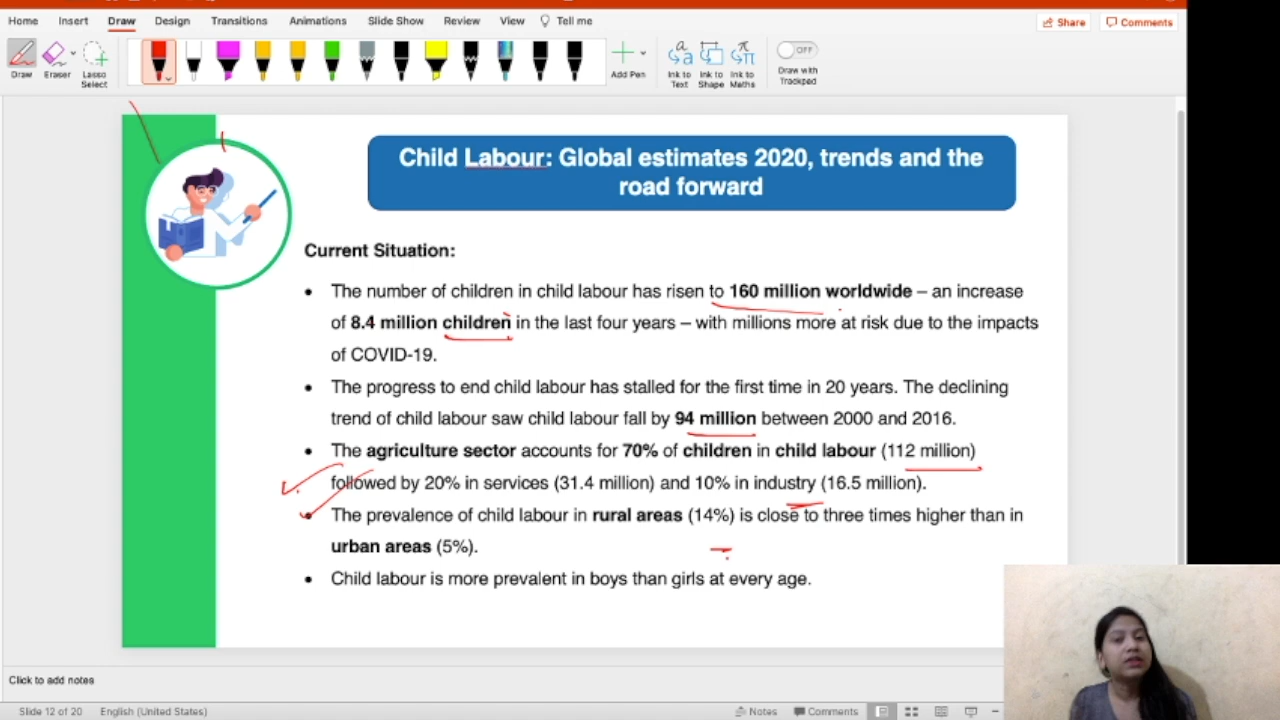 Home Insert Draw Design Transitions Animations Slide Show Review View Tell me Share Comments
Draw Eraser Lasso Select Add Pen Ink to Text Ink to Shape Ink to Maths OFF Draw with Trackpad
Child Labour: Global estimates 2020, trends and the
road forward
Current Situation:
• The number of children in child labour has risen to 160 million worldwide – an increase
of 8.4 million children in the last four years – with millions more at risk due to the impacts
of COVID-19.
• The progress to end child labour has stalled for the first time in 20 years. The declining
trend of child labour saw child labour fall by 94 million between 2000 and 2016.
• The agriculture sector accounts for 70% of children in child labour (112 million)
followed by 20% in services (31.4 million) and 10% in industry (16.5 million).
• The prevalence of child labour in rural areas (14%) is close to three times higher than in
urban areas (5%).
• Child labour is more prevalent in boys than girls at every age.
Click to add notes
Slide 12 of 20 English (United States) Notes Comments